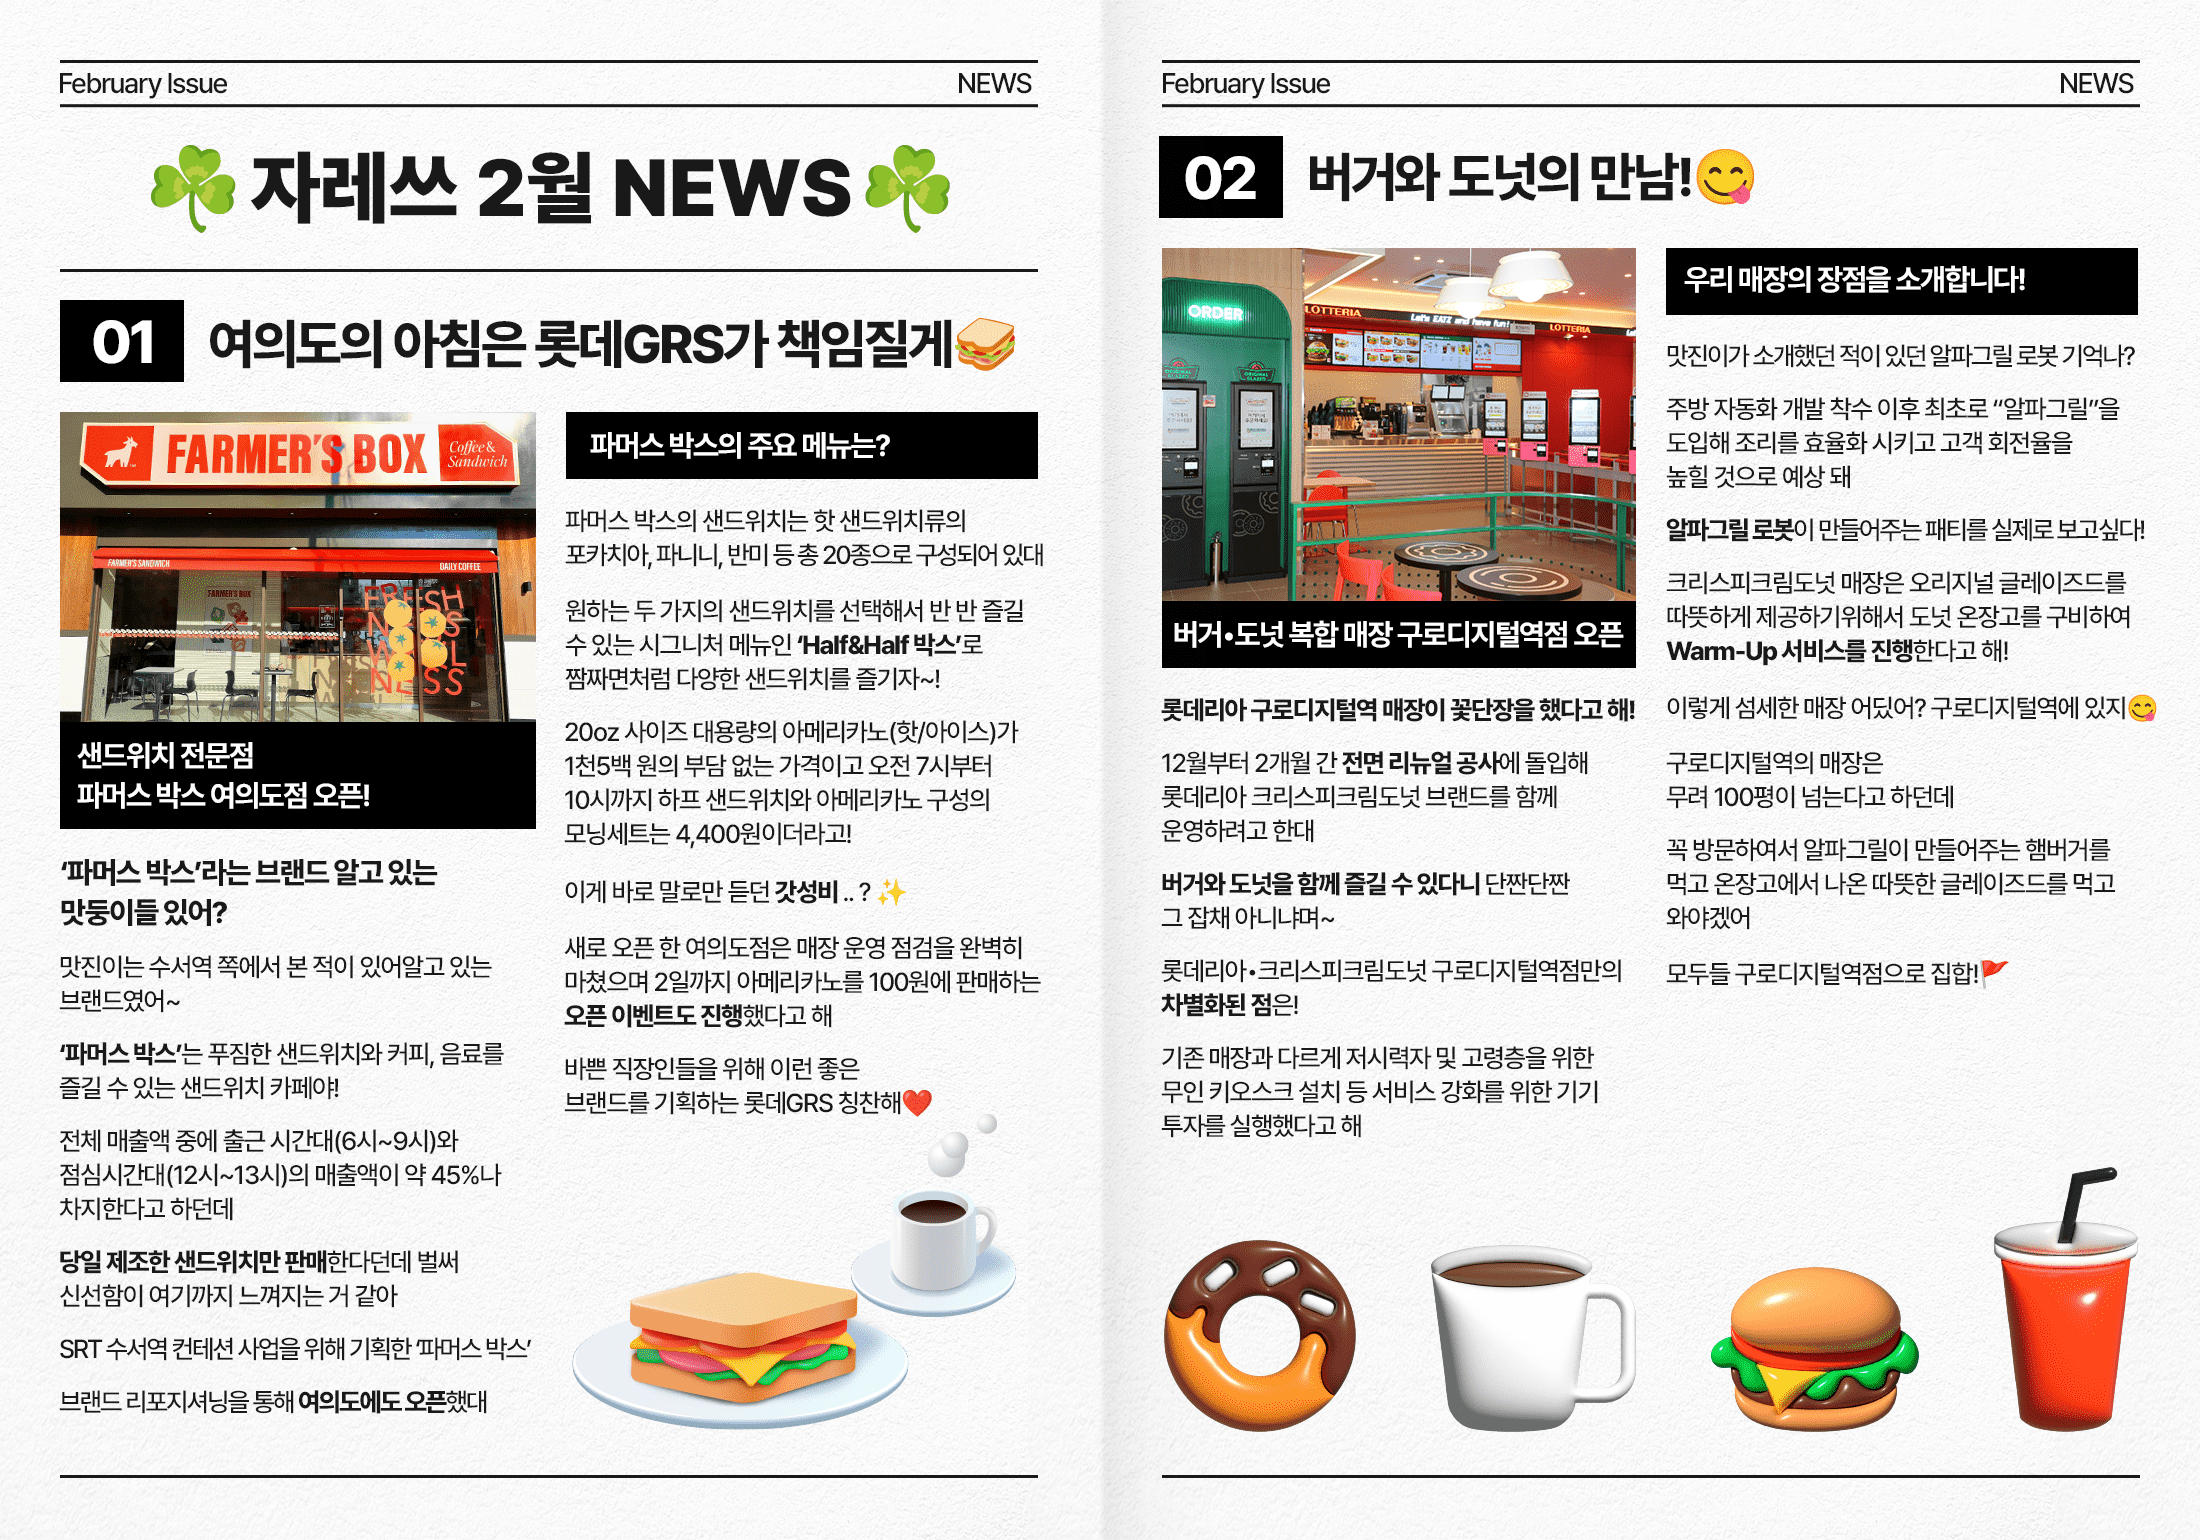 February Issue
NEWS
☘️ 자레쓰 2월 NEWS ☘️
01
여의도의 아침은 롯데GRS가 책임질게🥪
FARMER'S BOX
Coffee &
Sandwich
FARMER'S SANDWICH
DAILY COFFEE
FARMER'S BOX
샌드위치 전문점
파머스 박스 여의도점 오픈!
‘파머스 박스’라는 브랜드 알고 있는
맛둥이들 있어?
맛진이는 수서역 쪽에서 본 적이 있어알고 있는
브랜드였어~
‘파머스 박스’는 푸짐한 샌드위치와 커피, 음료를
즐길 수 있는 샌드위치 카페야!
전체 매출액 중에 출근 시간대(6시~9시)와
점심시간대(12시~13시)의 매출액이 약 45%나
차지한다고 하던데
당일 제조한 샌드위치만 판매한다던데 벌써
신선함이 여기까지 느껴지는 거 같아
SRT 수서역 컨테션 사업을 위해 기획한 ‘파머스 박스’
브랜드 리포지셔닝을 통해 여의도에도 오픈했대
파머스 박스의 주요 메뉴는?
파머스 박스의 샌드위치는 핫 샌드위치류의
포카치아, 파니니, 반미 등 총 20종으로 구성되어 있대
원하는 두 가지의 샌드위치를 선택해서 반 반 즐길
수 있는 시그니처 메뉴인 ‘Half&Half 박스’로
짬짜면처럼 다양한 샌드위치를 즐기자~!
20oz 사이즈 대용량의 아메리카노(핫/아이스)가
1천5백 원의 부담 없는 가격이고 오전 7시부터
10시까지 하프 샌드위치와 아메리카노 구성의
모닝세트는 4,400원이더라고!
이게 바로 말로만 듣던 갓성비 .. ? ✨
새로 오픈 한 여의도점은 매장 운영 점검을 완벽히
마쳤으며 2일까지 아메리카노를 100원에 판매하는
오픈 이벤트도 진행했다고 해
바쁜 직장인들을 위해 이런 좋은
브랜드를 기획하는 롯데GRS 칭찬해❤️
February Issue
NEWS
02
버거와 도넛의 만남!😋
ORDER
LOTTERIA
Let's EAT and have fun!
LOTTERIA
ORIGINAL
GLAZED
ORIGINAL
GLAZED
버거•도넛 복합 매장 구로디지털역점 오픈
롯데리아 구로디지털역 매장이 꽃단장을 했다고 해!
12월부터 2개월 간 전면 리뉴얼 공사에 돌입해
롯데리아 크리스피크림도넛 브랜드를 함께
운영하려고 한대
버거와 도넛을 함께 즐길 수 있다니 단짠단짠
그 잡채 아니냐며~
롯데리아•크리스피크림도넛 구로디지털역점만의
차별화된 점은!
기존 매장과 다르게 저시력자 및 고령층을 위한
무인 키오스크 설치 등 서비스 강화를 위한 기기
투자를 실행했다고 해
우리 매장의 장점을 소개합니다!
맛진이가 소개했던 적이 있던 알파그릴 로봇 기억나?
주방 자동화 개발 착수 이후 최초로 “알파그릴”을
도입해 조리를 효율화 시키고 고객 회전율을
높힐 것으로 예상 돼
알파그릴 로봇이 만들어주는 패티를 실제로 보고싶다!
크리스피크림도넛 매장은 오리지널 글레이즈드를
따뜻하게 제공하기위해서 도넛 온장고를 구비하여
Warm-Up 서비스를 진행한다고 해!
이렇게 섬세한 매장 어딨어? 구로디지털역에 있지😋
구로디지털역의 매장은
무려 100평이 넘는다고 하던데
꼭 방문하여서 알파그릴이 만들어주는 햄버거를
먹고 온장고에서 나온 따뜻한 글레이즈드를 먹고
와야겠어
모두들 구로디지털역점으로 집합!🚩